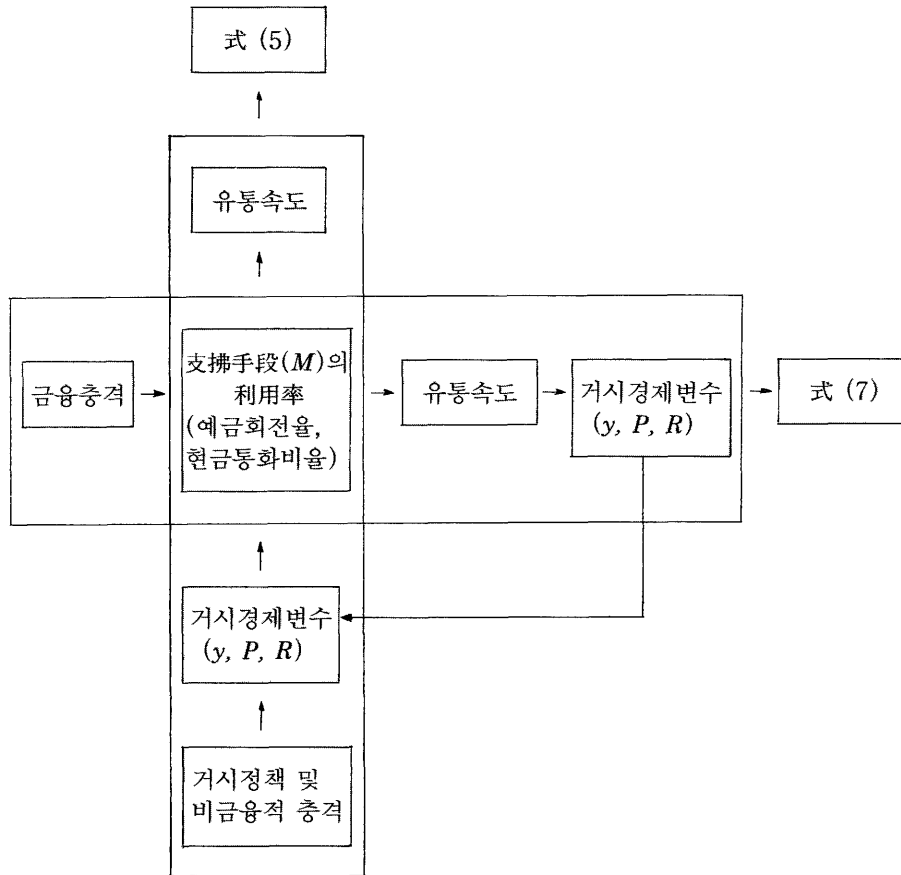 式 (5)
유통속도
금융충격
支拂手段(M)의
利用率
(예금회전율,
현금통화비율)
유통속도
거시경제변수
(y, P, R)
式 (7)
거시경제변수
(y, P, R)
거시정책 및
비금융적 충격